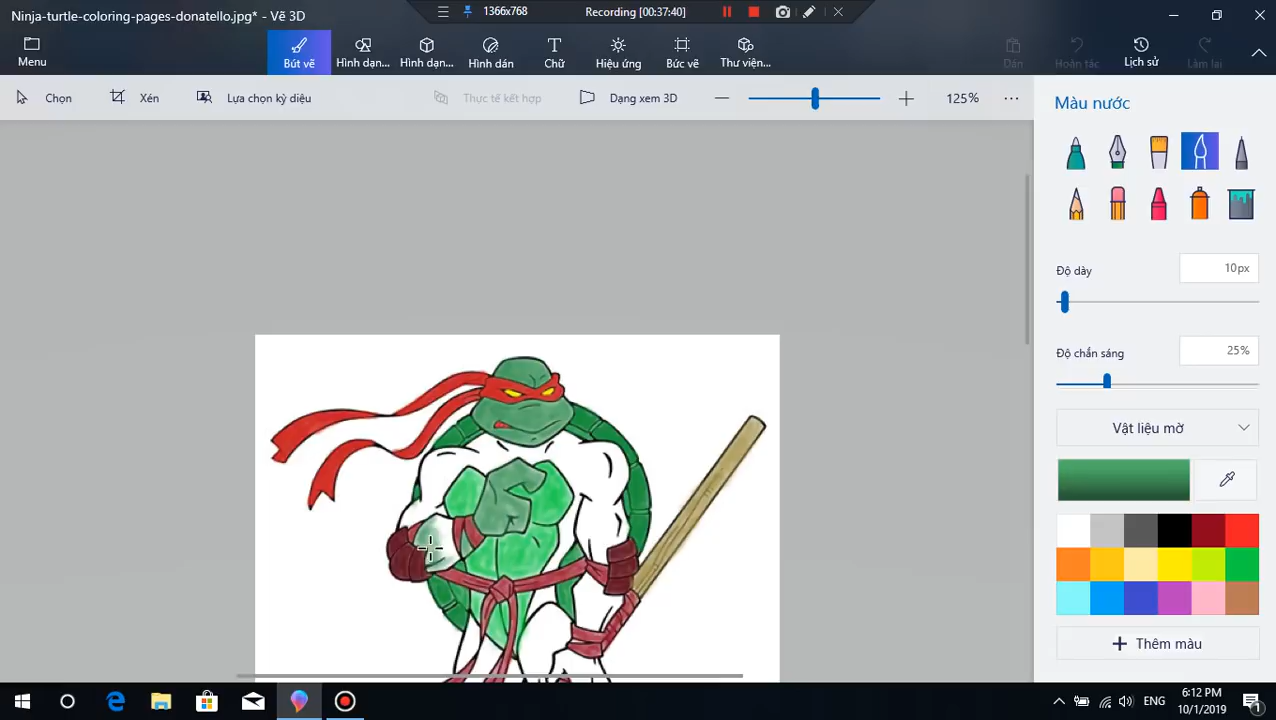 Ninja-turtle-coloring-pages-donatello.jpg* - Vẽ 3D
1366x768
Recording [00:37:40]
Menu
Bút vẽ
Hình dạn...
Hình dạn...
Hình dán
Chữ
Hiệu ứng
Bức vẽ
Thư viện...
Dán
Hoàn tác
Lịch sử
Làm lại
Chọn
Xén
Lựa chọn kỳ diệu
Thực tế kết hợp
Dạng xem 3D
125%
Màu nước
Độ dày
10px
Độ chắn sáng
25%
Vật liệu mờ
Thêm màu
ENG
6:12 PM
10/1/2019
1